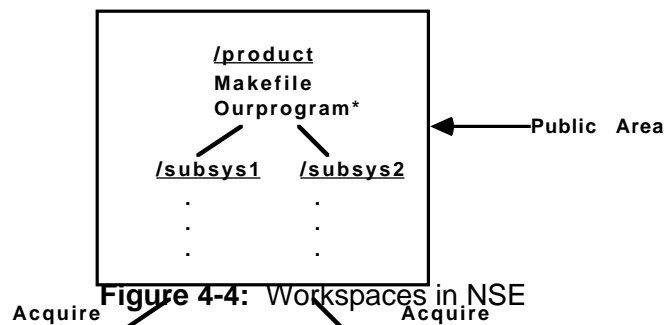 /product
Makefile
Ourprogram*
Public Area
/subsys1 /subsys2
. .
. .
. .
Figure 4-4: Workspaces in NSE
Acquire Acquire